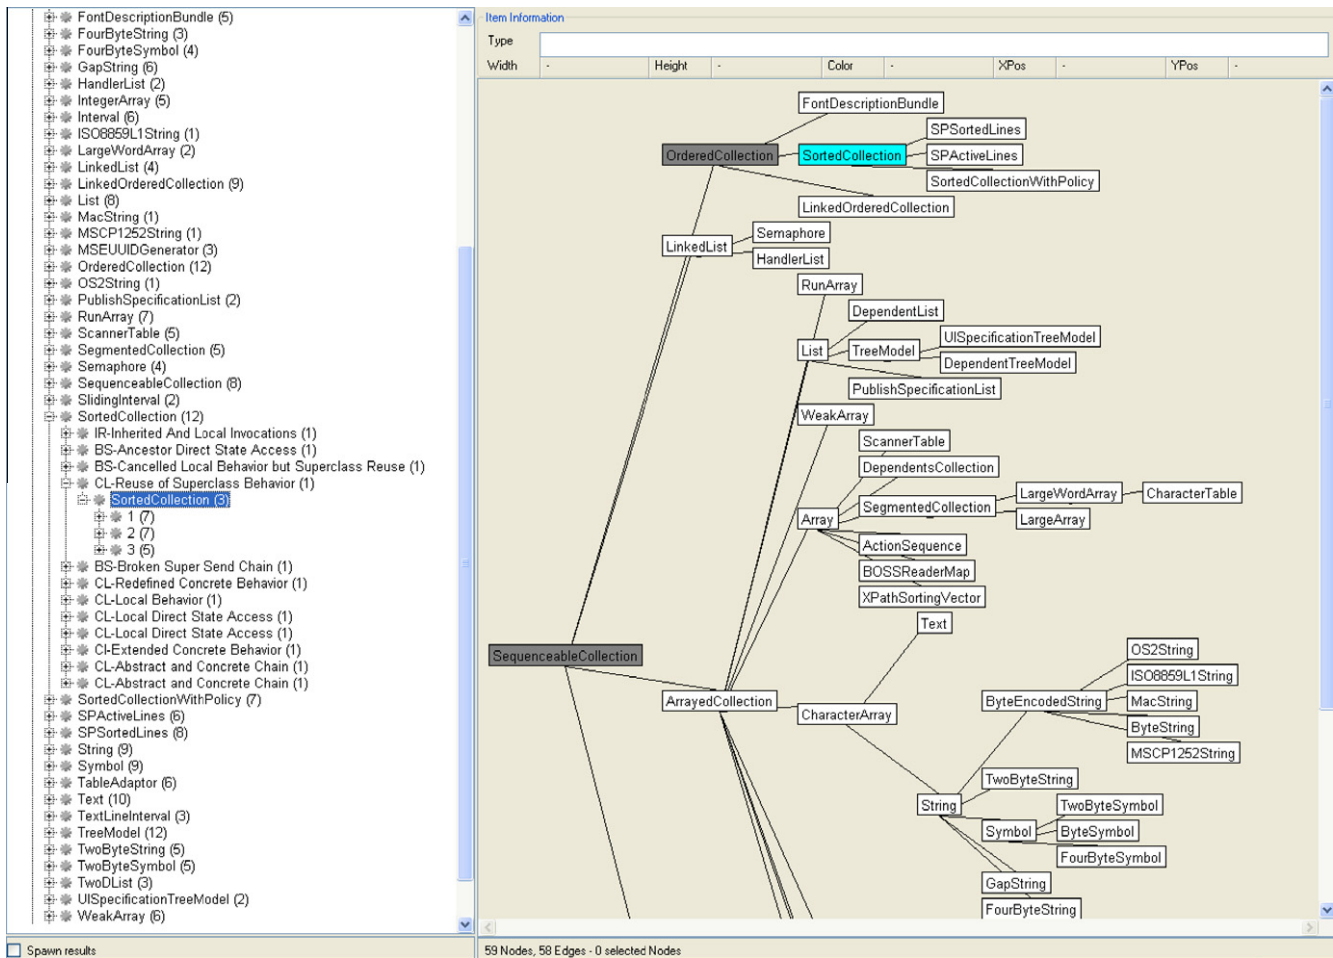 FontDescriptionBundle (5)
FourByteString (3)
FourByteSymbol (4)
GapString (6)
HandlerList (2)
IntegerArray (5)
Interval (6)
ISO8859L1String (1)
LargeWordArray (2)
LinkedList (4)
LinkedOrderedCollection (9)
List (8)
MacString (1)
MSCP1252String (1)
MSEUUIDGenerator (3)
OrderedCollection (12)
OS2String (1)
PublishSpecificationList (2)
RunArray (7)
ScannerTable (5)
SegmentedCollection (5)
Semaphore (4)
SequenceableCollection (8)
SlidingInterval (2)
SortedCollection (12)
IR-Inherited And Local Invocations (1)
BS-Ancestor Direct State Access (1)
BS-Cancelled Local Behavior but Superclass Reuse (1)
CL-Reuse of Superclass Behavior (1)
SortedCollection (3)
1 (7)
2 (7)
3 (5)
BS-Broken Super Send Chain (1)
CL-Redefined Concrete Behavior (1)
CL-Local Behavior (1)
CL-Local Direct State Access (1)
CL-Local Direct State Access (1)
Cl-Extended Concrete Behavior (1)
CL-Abstract and Concrete Chain (1)
CL-Abstract and Concrete Chain (1)
SortedCollectionWithPolicy (7)
SPActiveLines (6)
SPSortedLines (8)
String (9)
Symbol (9)
TableAdaptor (6)
Text (10)
TextLineInterval (3)
TreeModel (12)
TwoByteString (5)
TwoByteSymbol (5)
TwoDList (3)
UISpecificationTreeModel (2)
WeakArray (6)
Spawn results
Item Information
Type
Width - Height - Color - XPos - YPos -
FontDescriptionBundle
SPSortedLines
OrderedCollection SortedCollection SPActiveLines
SortedCollectionWithPolicy
LinkedOrderedCollection
Semaphore
LinkedList
HandlerList
RunArray
DependentList
UISpecificationTreeModel
List TreeModel
DependentTreeModel
PublishSpecificationList
WeakArray
ScannerTable
DependentsCollection
LargeWordArray CharacterTable
SegmentedCollection
Array LargeArray
ActionSequence
BOSSReaderMap
XPathSortingVector
Text
OS2String
SequenceableCollection
ISO8859L1String
ArrayedCollection ByteEncodedString MacString
CharacterArray
ByteString
MSCP1252String
TwoByteString
String TwoByteSymbol
Symbol ByteSymbol
FourByteSymbol
GapString
FourByteString
59 Nodes, 58 Edges - 0 selected Nodes